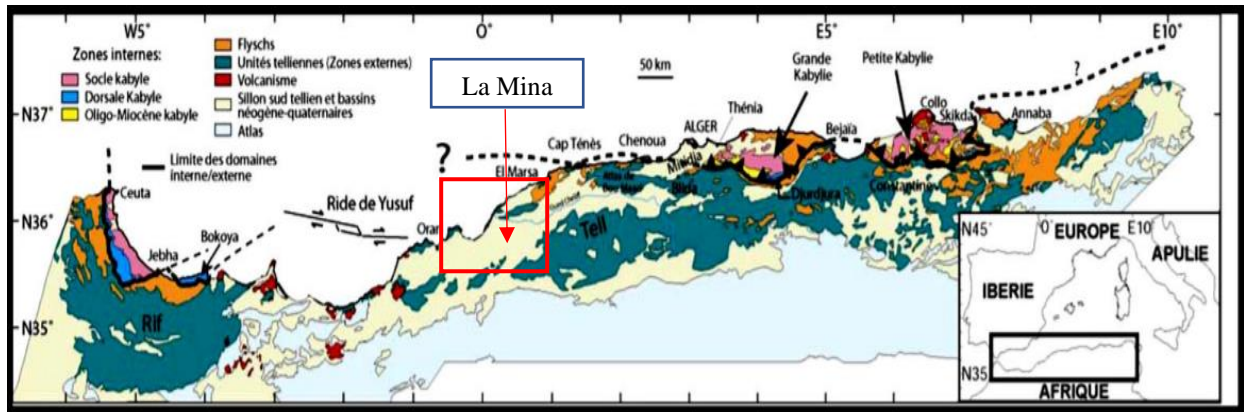 W5°
O°
E5°
E10°
N37°
N36°
N35°
Zones internes:
Socle kabyle
Dorsale Kabyle
Oligo-Miocène kabyle
Flyschs
Unités telliennes (Zones externes)
Volcanisme
Sillon sud tellien et bassins
néogène-quaternaires
Atlas
Limite des domaines
interne/externe
50 km
La Mina
Grande
Kabylie
Petite Kabylie
Thénia
ALGER
Chenoua
Cap Ténès
El Marsa
Mitidja
Blida
Bejaïa
Djurdjura
Collo
Skikda
Annaba
Constantine
?
?
Ceuta
Jebha
Bokoya
Ride de Yusuf
Oran
Tell
Rif
N45°
O°
EUROPE
E10°
APULIE
IBERIE
N35
AFRIQUE